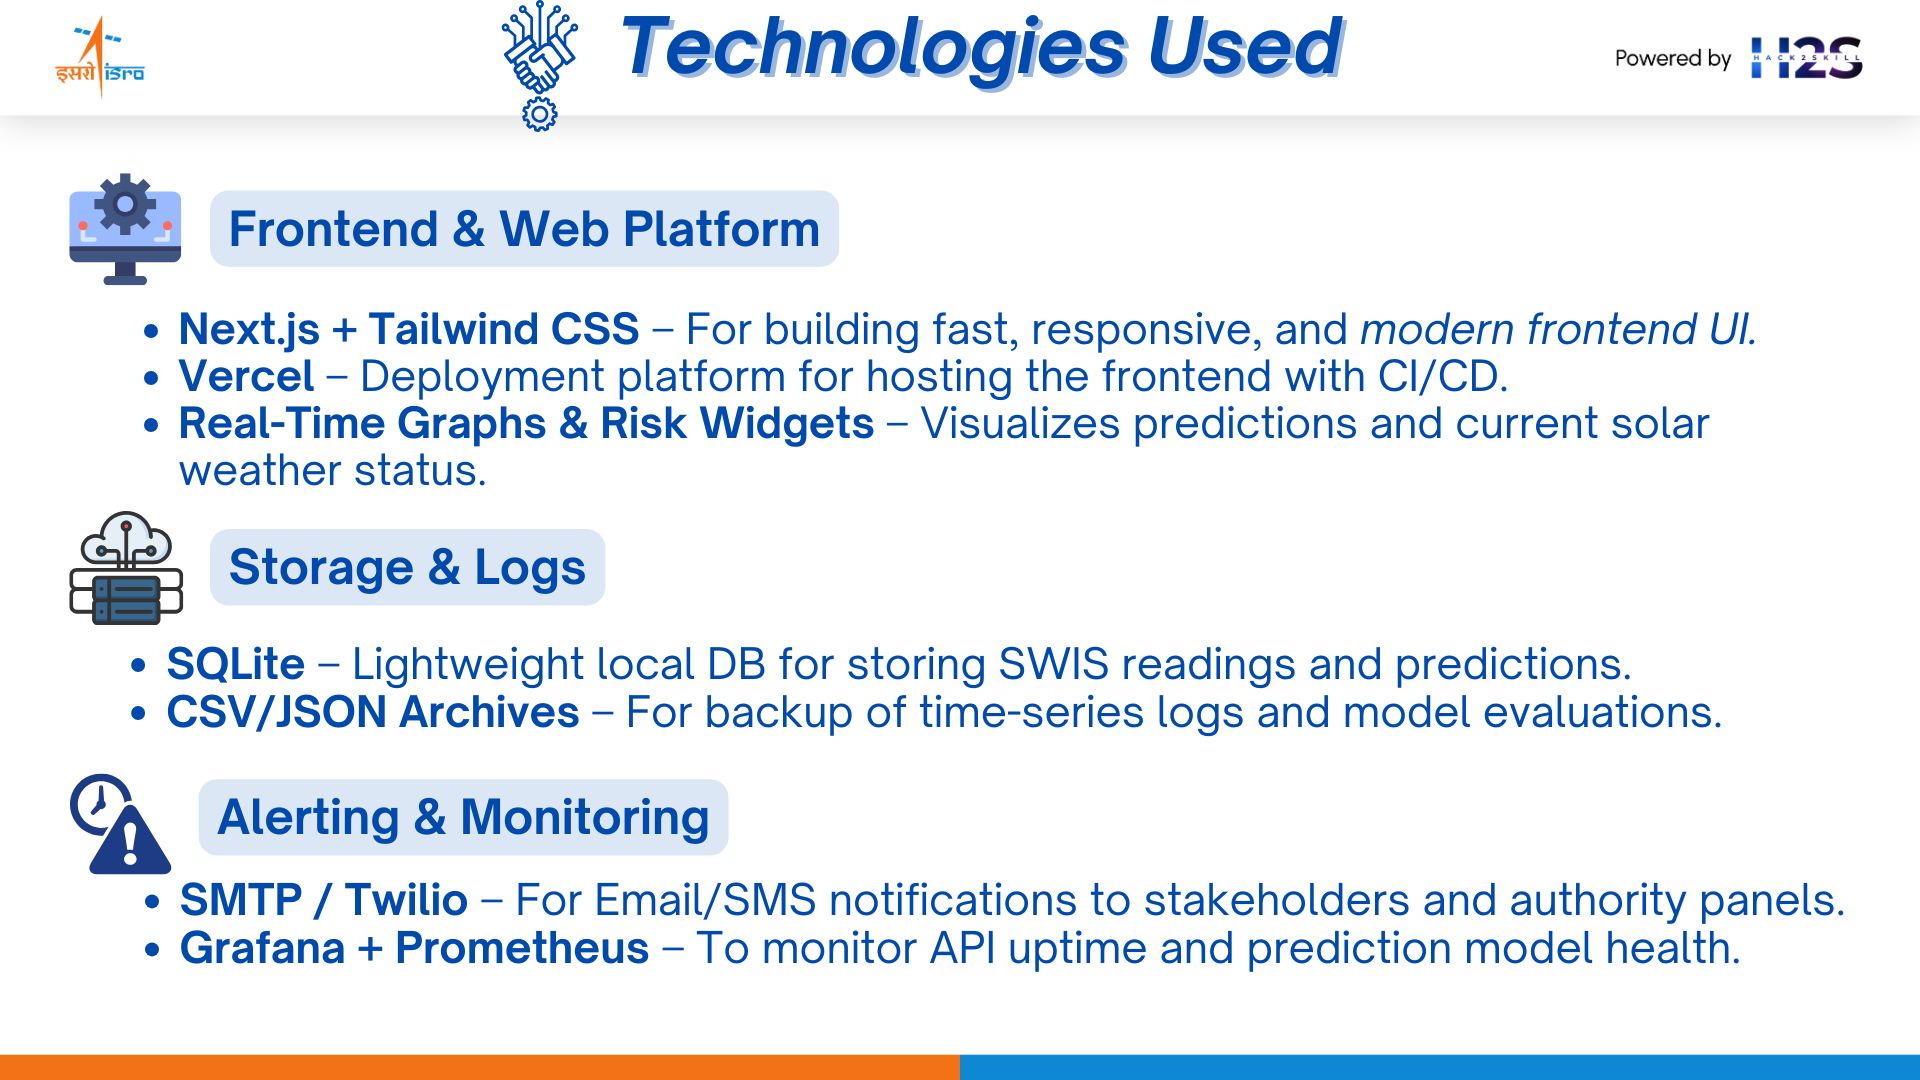 इसरो isro
Technologies Used
Powered by H2S
HACK2SKILL
Frontend & Web Platform
• Next.js + Tailwind CSS – For building fast, responsive, and modern frontend UI.
• Vercel – Deployment platform for hosting the frontend with CI/CD.
• Real-Time Graphs & Risk Widgets – Visualizes predictions and current solar
weather status.
Storage & Logs
• SQLite – Lightweight local DB for storing SWIS readings and predictions.
• CSV/JSON Archives – For backup of time-series logs and model evaluations.
Alerting & Monitoring
• SMTP / Twilio – For Email/SMS notifications to stakeholders and authority panels.
• Grafana + Prometheus – To monitor API uptime and prediction model health.